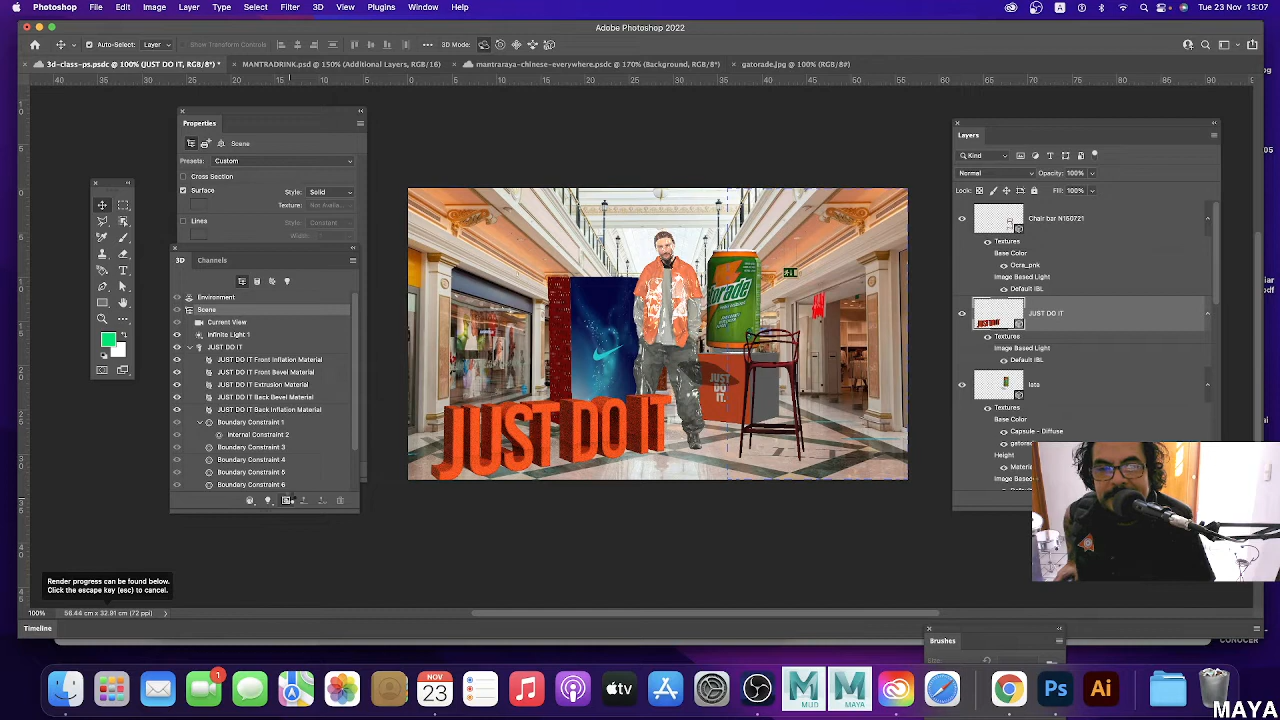 Photoshop File Edit Image Layer Type Select Filter 3D View Plugins Window Help
Tue 23 Nov 13:07
Adobe Photoshop 2022
Auto-Select: Layer Show Transform Controls 3D Mode:
3d-class-ps.psdc @ 100% (JUST DO IT, RGB/8*) *
MANTRADRINK.psd @ 150% (Additional Layers, RGB/16)
mantraraya-chinese-everywhere.psdc @ 170% (Background, RGB/8*)
gatorade.jpg @ 100% (RGB/8#)
Properties
Scene
Presets: Custom
Cross Section
Surface Style: Solid
Texture: Not Availa...
Lines Style: Constant
Width:
3D Channels
Environment
Scene
Current View
Infinite Light 1
JUST DO IT
JUST DO IT Front Inflation Material
JUST DO IT Front Bevel Material
JUST DO IT Extrusion Material
JUST DO IT Back Bevel Material
JUST DO IT Back Inflation Material
Boundary Constraint 1
Internal Constraint 2
Boundary Constraint 3
Boundary Constraint 4
Boundary Constraint 5
Boundary Constraint 6
JUST DO IT
JUST
DO
IT.
Layers
Kind
Normal Opacity: 100%
Lock: Fill: 100%
Chair bar N150721
Textures
Base Color
Ocra_pnk
Image Based Light
Default IBL
JUST DO IT
Textures
Image Based Light
Default IBL
lata
Textures
Base Color
Capsule - Diffuse
Height
Render progress can be found below.
Click the escape key (esc) to cancel.
100% 56.44 cm x 32.91 cm (72 ppi)
Timeline
Brushes
CONOCER
1
NOV
23
tv
M
MUD
M
MAYA
Ps
Ai
MAYA